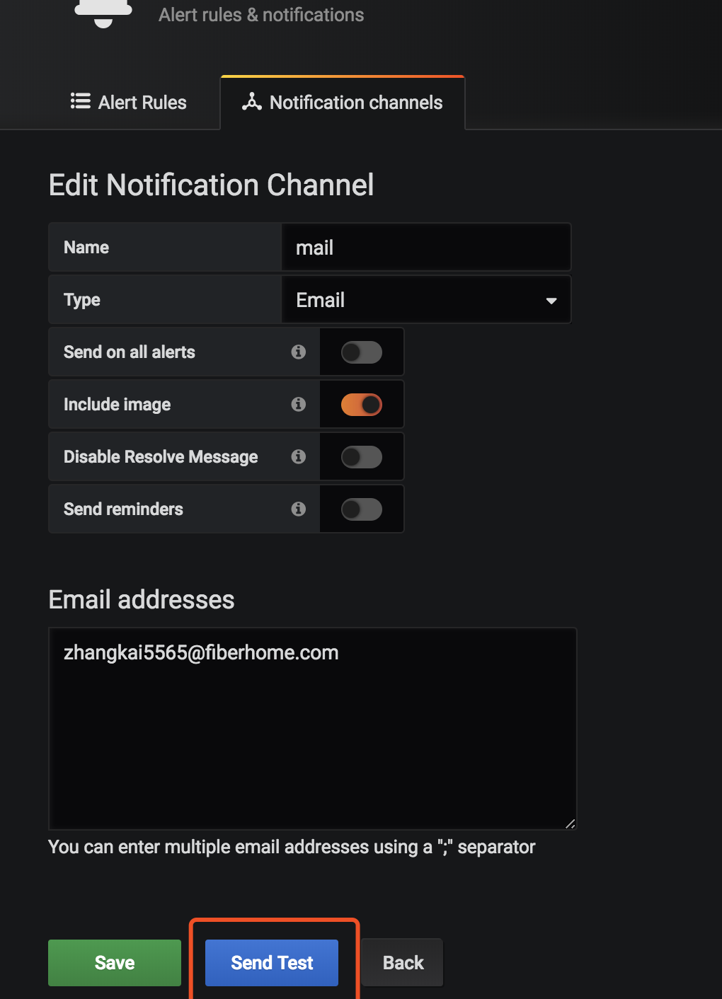 Alert rules & notifications
Alert Rules
Notification channels
Edit Notification Channel
Name
mail
Type
Email
Send on all alerts
Include image
Disable Resolve Message
Send reminders
Email addresses
zhangkai5565@fiberhome.com
You can enter multiple email addresses using a ";" separator
Save
Send Test
Back